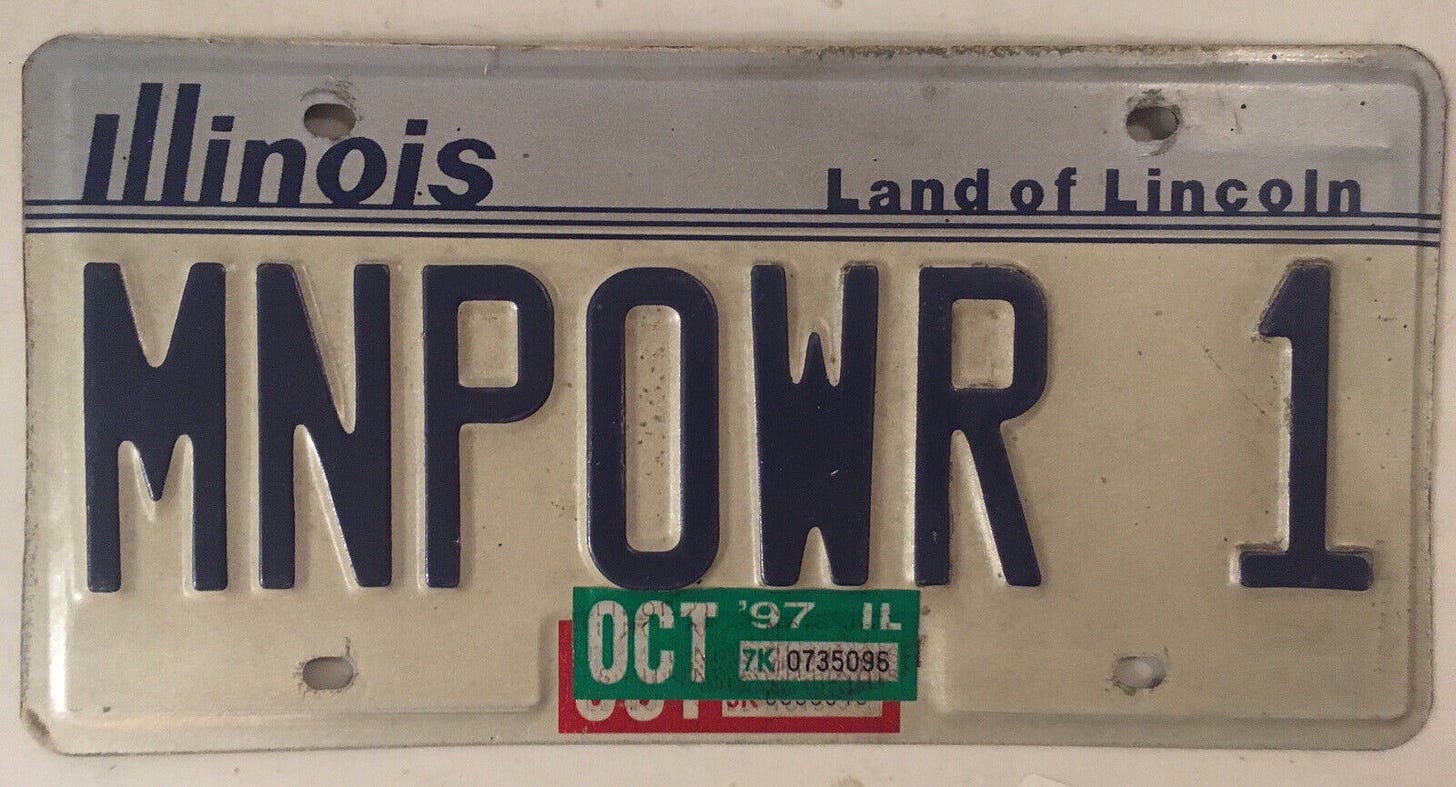 Illinois
Land of Lincoln
MNPOWR 1
OCT '97 IL
7K 0735096